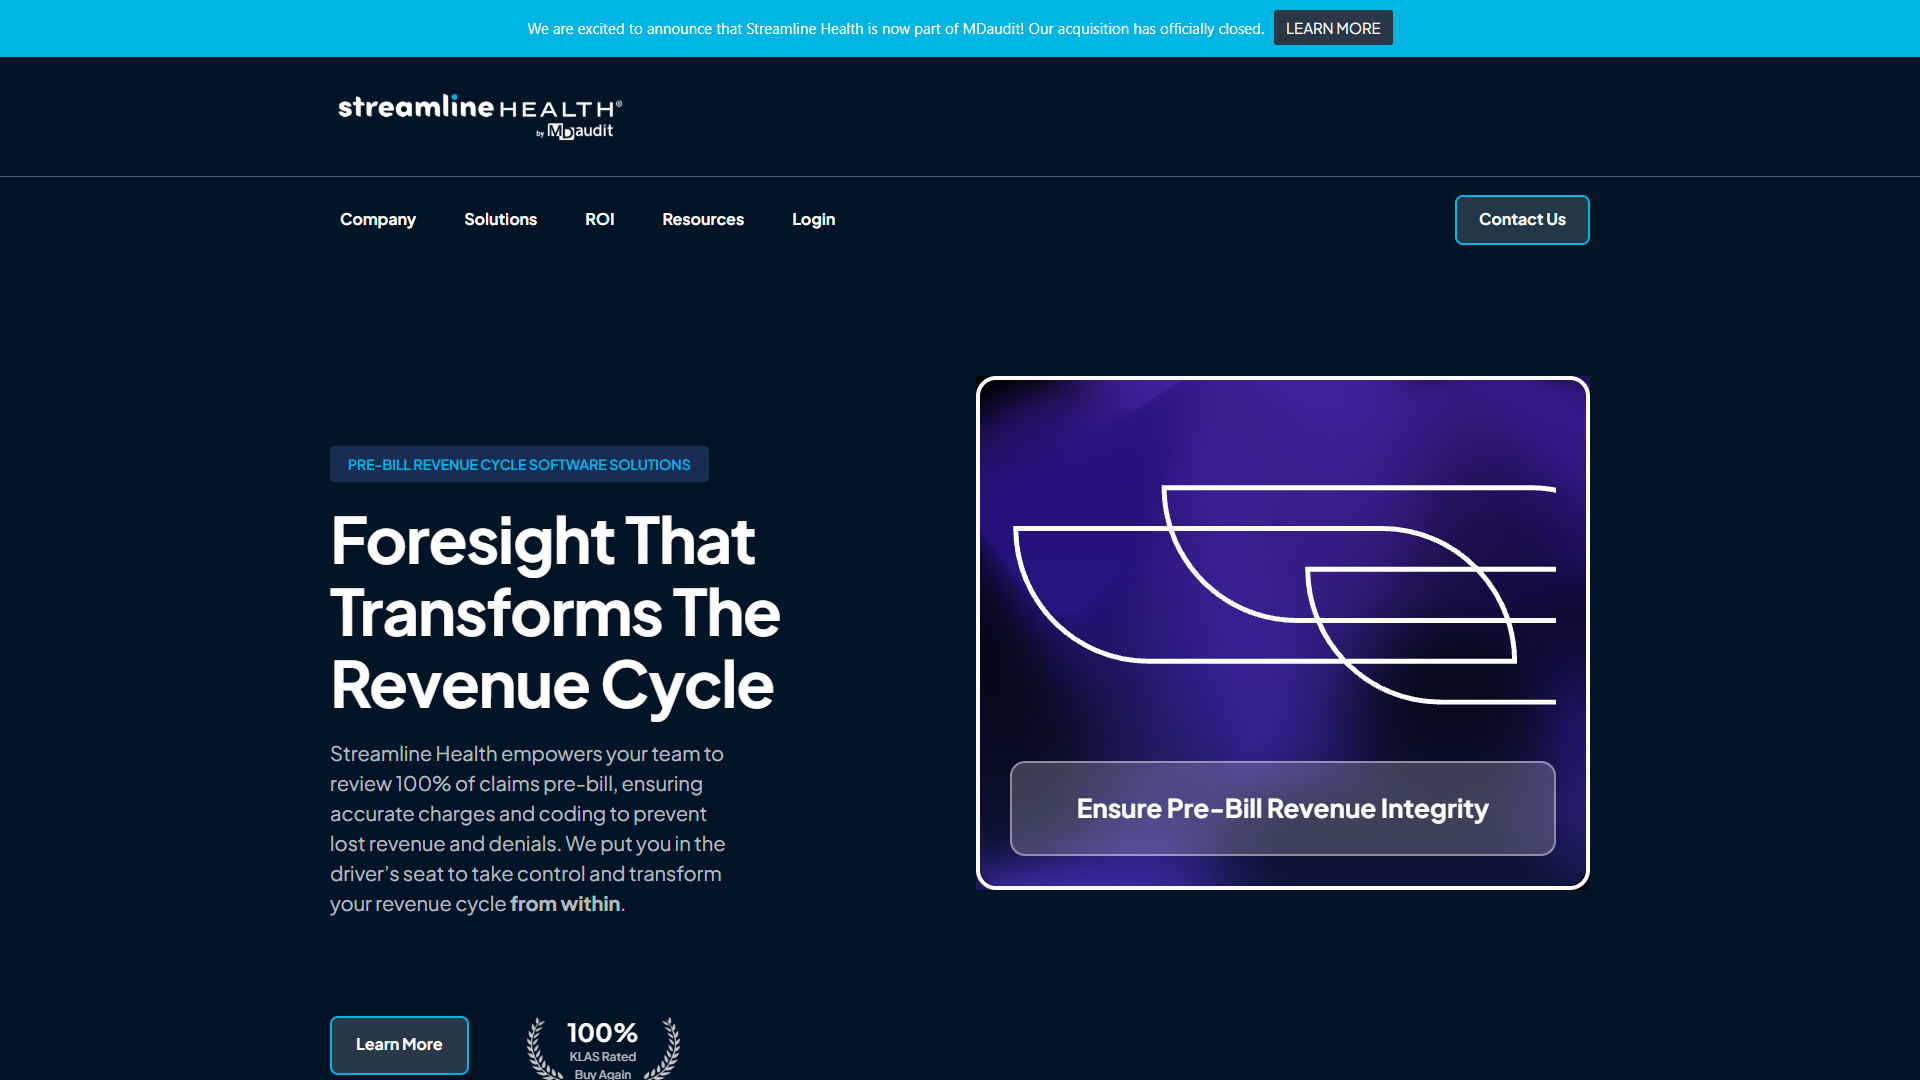 We are excited to announce that Streamline Health is now part of MDaudit! Our acquisition has officially closed. LEARN MORE
streamline HEALTH®
by MDaudit
Company Solutions ROI Resources Login Contact Us
PRE-BILL REVENUE CYCLE SOFTWARE SOLUTIONS
Foresight That
Transforms The
Revenue Cycle
Streamline Health empowers your team to
review 100% of claims pre-bill, ensuring
accurate charges and coding to prevent
lost revenue and denials. We put you in the
driver’s seat to take control and transform
your revenue cycle from within.
Ensure Pre-Bill Revenue Integrity
Learn More
100%
KLAS Rated
Buy Again